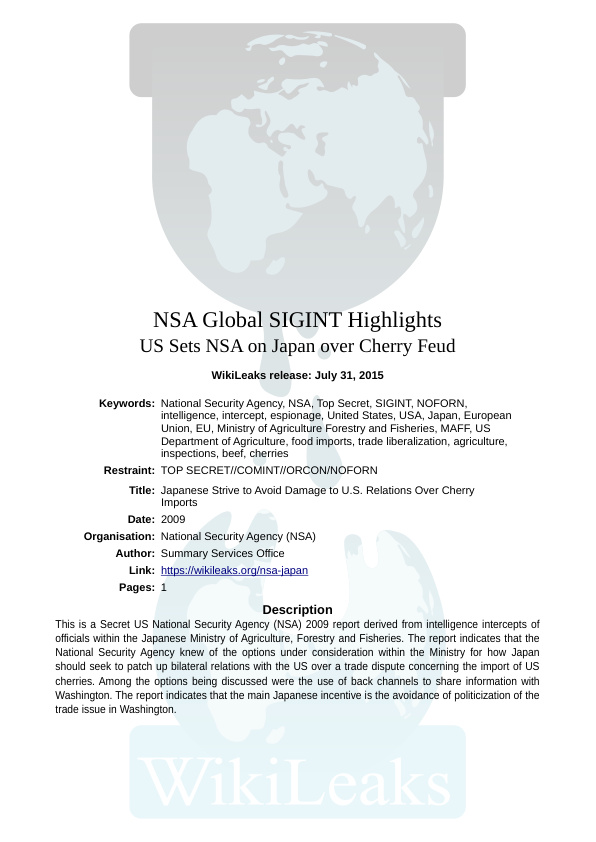 NSA Global SIGINT Highlights
US Sets NSA on Japan over Cherry Feud
WikiLeaks release: July 31, 2015
Keywords: National Security Agency, NSA, Top Secret, SIGINT, NOFORN,
intelligence, intercept, espionage, United States, USA, Japan, European
Union, EU, Ministry of Agriculture Forestry and Fisheries, MAFF, US
Department of Agriculture, food imports, trade liberalization, agriculture,
inspections, beef, cherries
Restraint: TOP SECRET//COMINT//ORCON/NOFORN
Title: Japanese Strive to Avoid Damage to U.S. Relations Over Cherry
Imports
Date: 2009
Organisation: National Security Agency (NSA)
Author: Summary Services Office
Link: https://wikileaks.org/nsa-japan
Pages: 1
Description
This is a Secret US National Security Agency (NSA) 2009 report derived from intelligence intercepts of
officials within the Japanese Ministry of Agriculture, Forestry and Fisheries. The report indicates that the
National Security Agency knew of the options under consideration within the Ministry for how Japan
should seek to patch up bilateral relations with the US over a trade dispute concerning the import of US
cherries. Among the options being discussed were the use of back channels to share information with
Washington. The report indicates that the main Japanese incentive is the avoidance of politicization of the
trade issue in Washington.
WikiLeaks